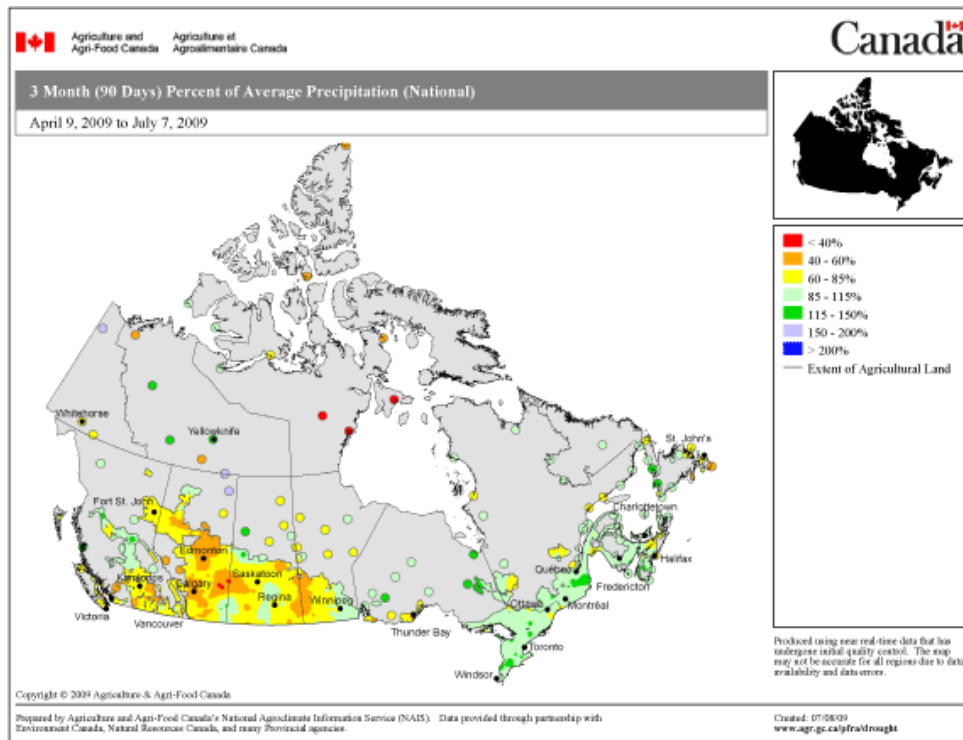 Agriculture and Agriculture et
Agri-Food Canada Agroalimentaire Canada
Canada
3 Month (90 Days) Percent of Average Precipitation (National)
April 9, 2009 to July 7, 2009
< 40%
40 - 60%
60 - 85%
85 - 115%
115 - 150%
150 - 200%
> 200%
Extent of Agricultural Land
Whitehorse
Yellowknife
St. John's
Fort St. John
Charlottetown
Edmonton
Halifax
Québec
Kamloops
Calgary
Saskatoon
Fredericton
Regina
Winnipeg
Ottawa
Montréal
Victoria
Vancouver
Thunder Bay
Toronto
Windsor
Produced using near real-time data that has
undergone initial quality control. The map
may not be accurate for all regions due to data
availability and data errors.
Copyright © 2009 Agriculture & Agri-Food Canada
Prepared by Agriculture and Agri-Food Canada's National Agroclimate Information Service (NAIS). Data provided through partnership with
Environment Canada, Natural Resources Canada, and many Provincial agencies.
Created: 07/08/09
www.agr.gc.ca/pfra/drought